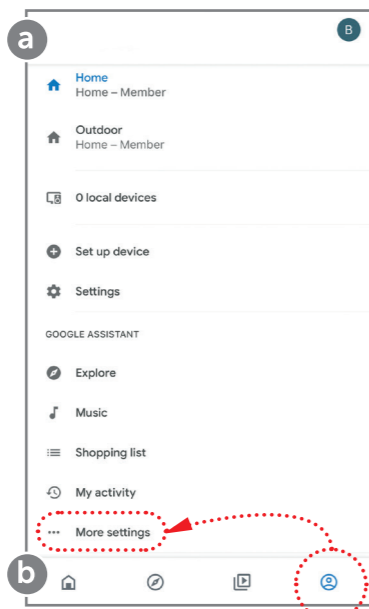 a
B
Home
Home – Member
Outdoor
Home – Member
0 local devices
Set up device
Settings
GOOGLE ASSISTANT
Explore
Music
Shopping list
My activity
More settings
b